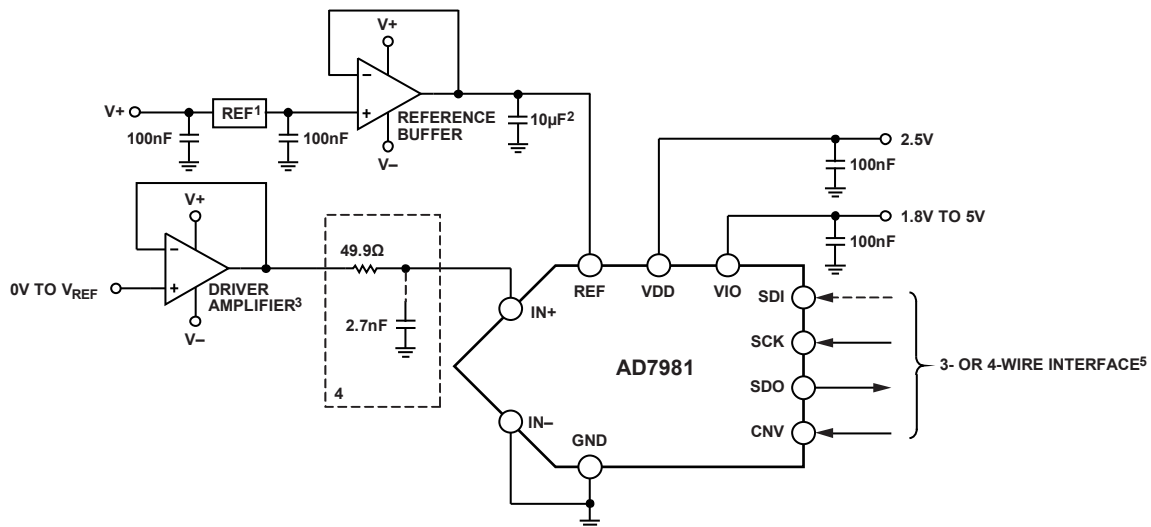 V+
V+
REF1
100nF
100nF
−
+
REFERENCE
BUFFER
V−
10µF2
2.5V
100nF
1.8V TO 5V
100nF
V+
−
+
0V TO VREF
DRIVER
AMPLIFIER3
V−
49.9Ω
2.7nF
4
REF
VDD
VIO
IN+
IN−
GND
AD7981
SDI
SCK
SDO
CNV
3- OR 4-WIRE INTERFACE5